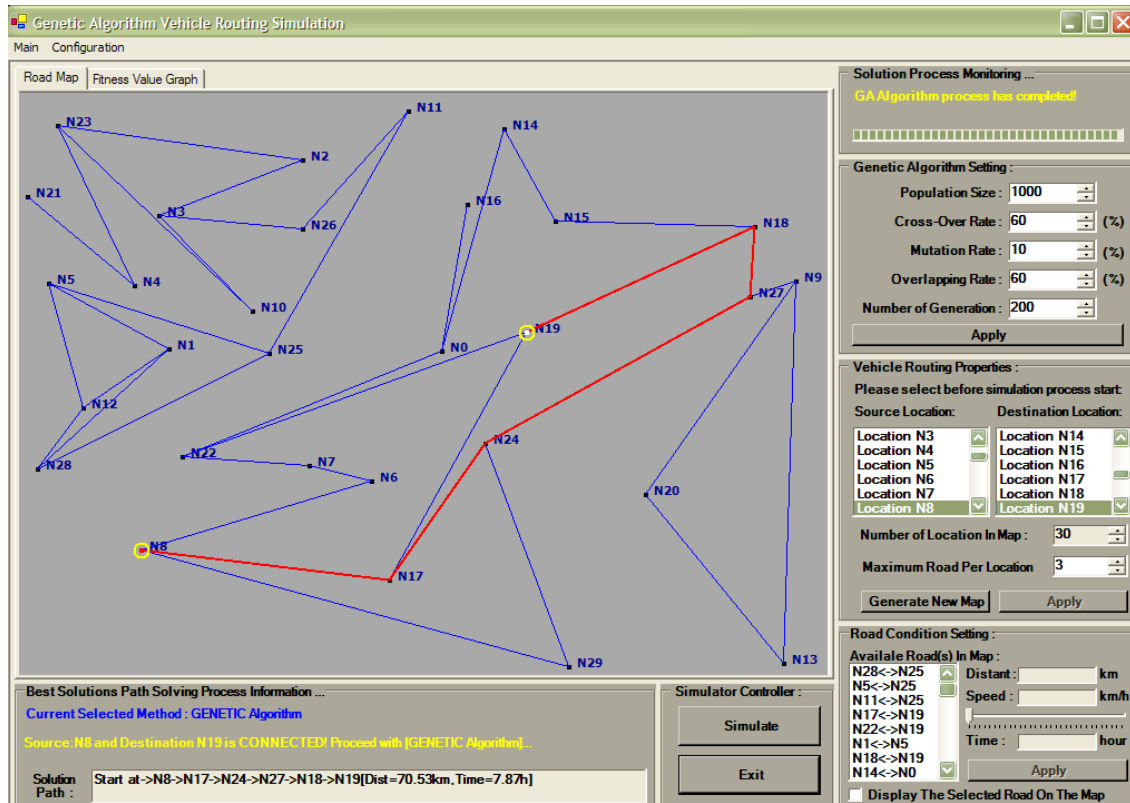 Genetic Algorithm Vehicle Routing Simulation
Main Configuration
Road Map Fitness Value Graph
N11
N23
N14
N2
N21
N16
N3
N15
N26
N18
N5
N4
N9
N27
N10
N19
N1
N25
N0
N12
N24
N22
N7
N28
N6
N20
N8
N17
N29
N13
Solution Process Monitoring ...
GA Algorithm process has completed!
Genetic Algorithm Setting :
Population Size : 1000
Cross-Over Rate : 60 (%)
Mutation Rate : 10 (%)
Overlapping Rate : 60 (%)
Number of Generation : 200
Apply
Vehicle Routing Properties :
Please select before simulation process start:
Source Location: Destination Location:
Location N3 Location N14
Location N4 Location N15
Location N5 Location N16
Location N6 Location N17
Location N7 Location N18
Location N8 Location N19
Number of Location In Map : 30
Maximum Road Per Location 3
Generate New Map Apply
Road Condition Setting :
Availale Road(s) In Map :
N28<->N25
N5<->N25
N11<->N25
N17<->N19
N22<->N19
N1<->N5
N18<->N19
N14<->N0
Distant : km
Speed : km/h
Time : hour
Apply
Display The Selected Road On The Map
Best Solutions Path Solving Process Information ...
Current Selected Method : GENETIC Algorithm
Source:N8 and Destination N19 is CONNECTED! Proceed with [GENETIC Algorithm]...
Solution Path : Start at->N8->N17->N24->N27->N18->N19[Dist=70.53km,Time=7.87h]
Simulator Controller :
Simulate
Exit